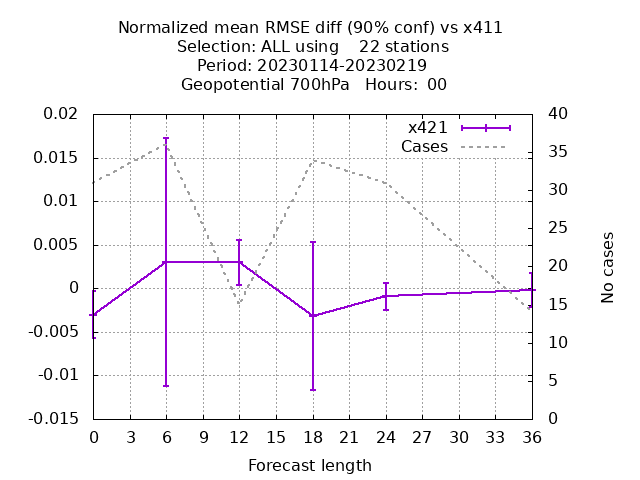 Normalized mean RMSE diff (90% conf) vs x411
Selection: ALL using    22 stations
Period: 20230114-20230219
Geopotential 700hPa   Hours:  00
0.02
0.015
0.01
0.005
0
-0.005
-0.01
-0.015
x421
Cases
40
35
30
25
20
15
10
5
0
No cases
0 3 6 9 12 15 18 21 24 27 30 33 36
Forecast length